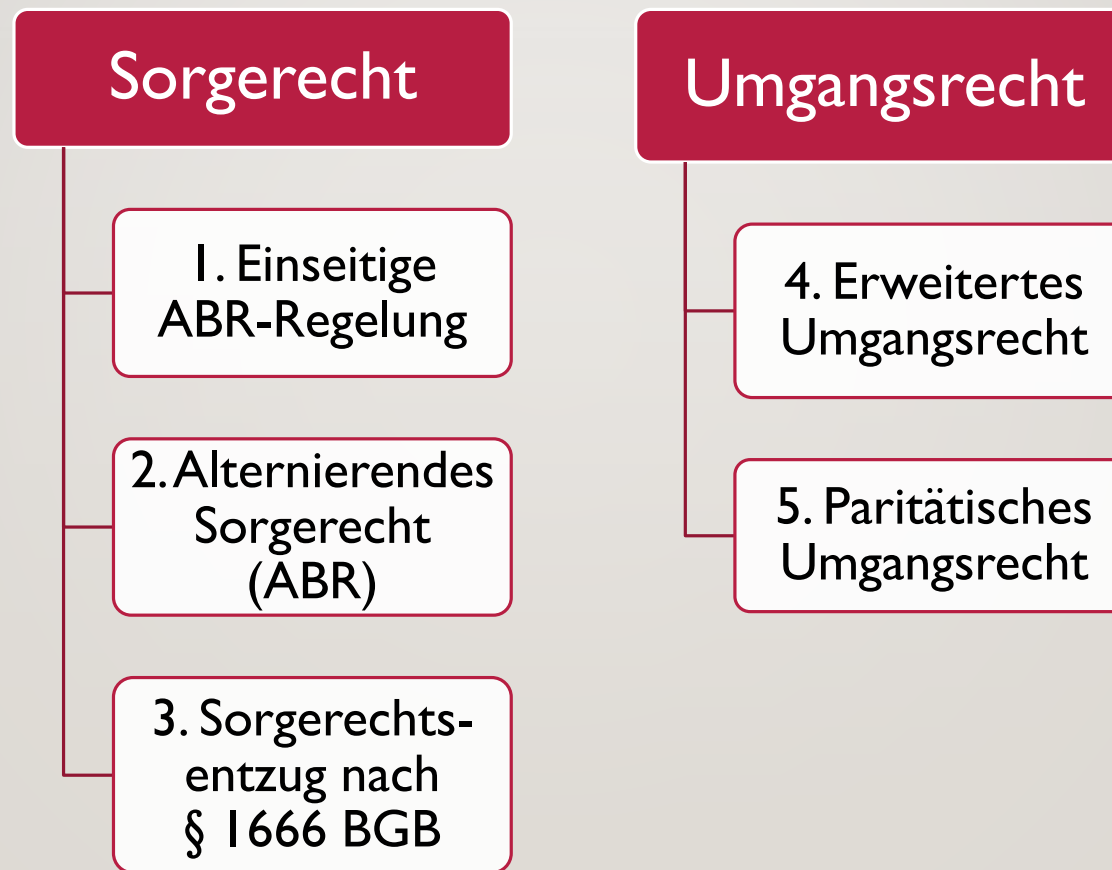 Sorgerecht
1. Einseitige
ABR-Regelung
2. Alternierendes
Sorgerecht
(ABR)
3. Sorgerechts-
entzug nach
§ 1666 BGB
Umgangsrecht
4. Erweitertes
Umgangsrecht
5. Paritätisches
Umgangsrecht